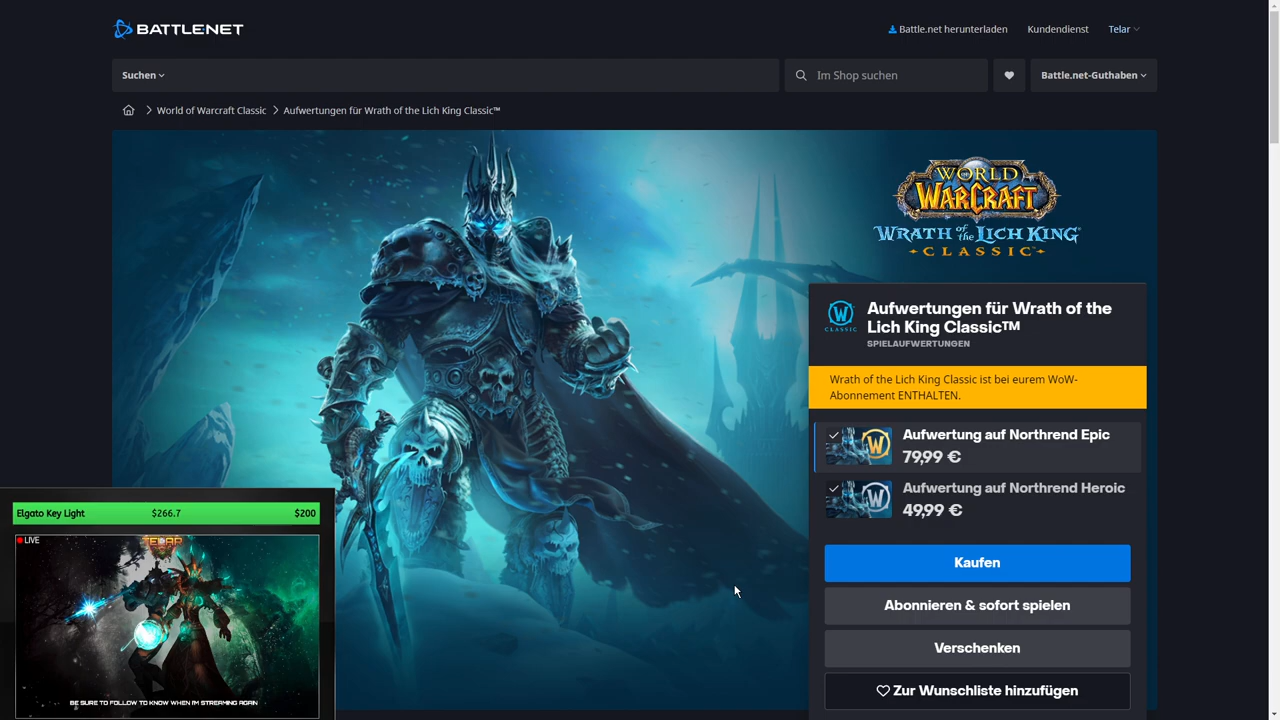 BATTLE.NET
Battle.net herunterladen
Kundendienst
Telar
Suchen
Im Shop suchen
Battle.net-Guthaben
World of Warcraft Classic
Aufwertungen für Wrath of the Lich King Classic™
WORLD
OF
WARCRAFT
WRATH of the LICH KING
CLASSIC
Aufwertungen für Wrath of the
Lich King Classic™
SPIELAUFWERTUNGEN
Wrath of the Lich King Classic ist bei eurem WoW-
Abonnement ENTHALTEN.
Aufwertung auf Northrend Epic
79,99 €
Aufwertung auf Northrend Heroic
49,99 €
Kaufen
Abonnieren & sofort spielen
Verschenken
Zur Wunschliste hinzufügen
Elgato Key Light $266.7 $200
LIVE
TELAR
BE SURE TO FOLLOW TO KNOW WHEN I'M STREAMING AGAIN